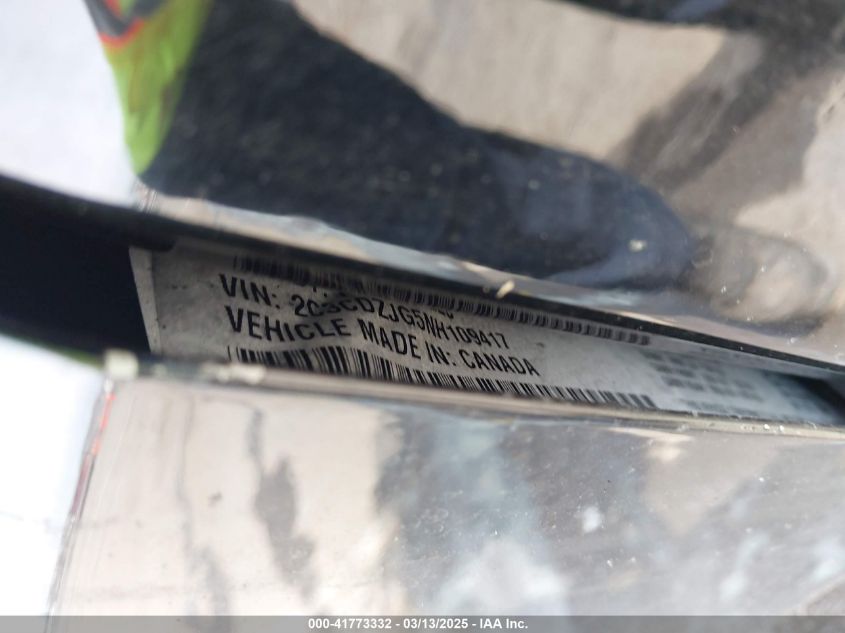 VIN: 2C3CDZJG5NH109417
VEHICLE MADE IN: CANADA
000-41773332 - 03/13/2025 - IAA Inc.